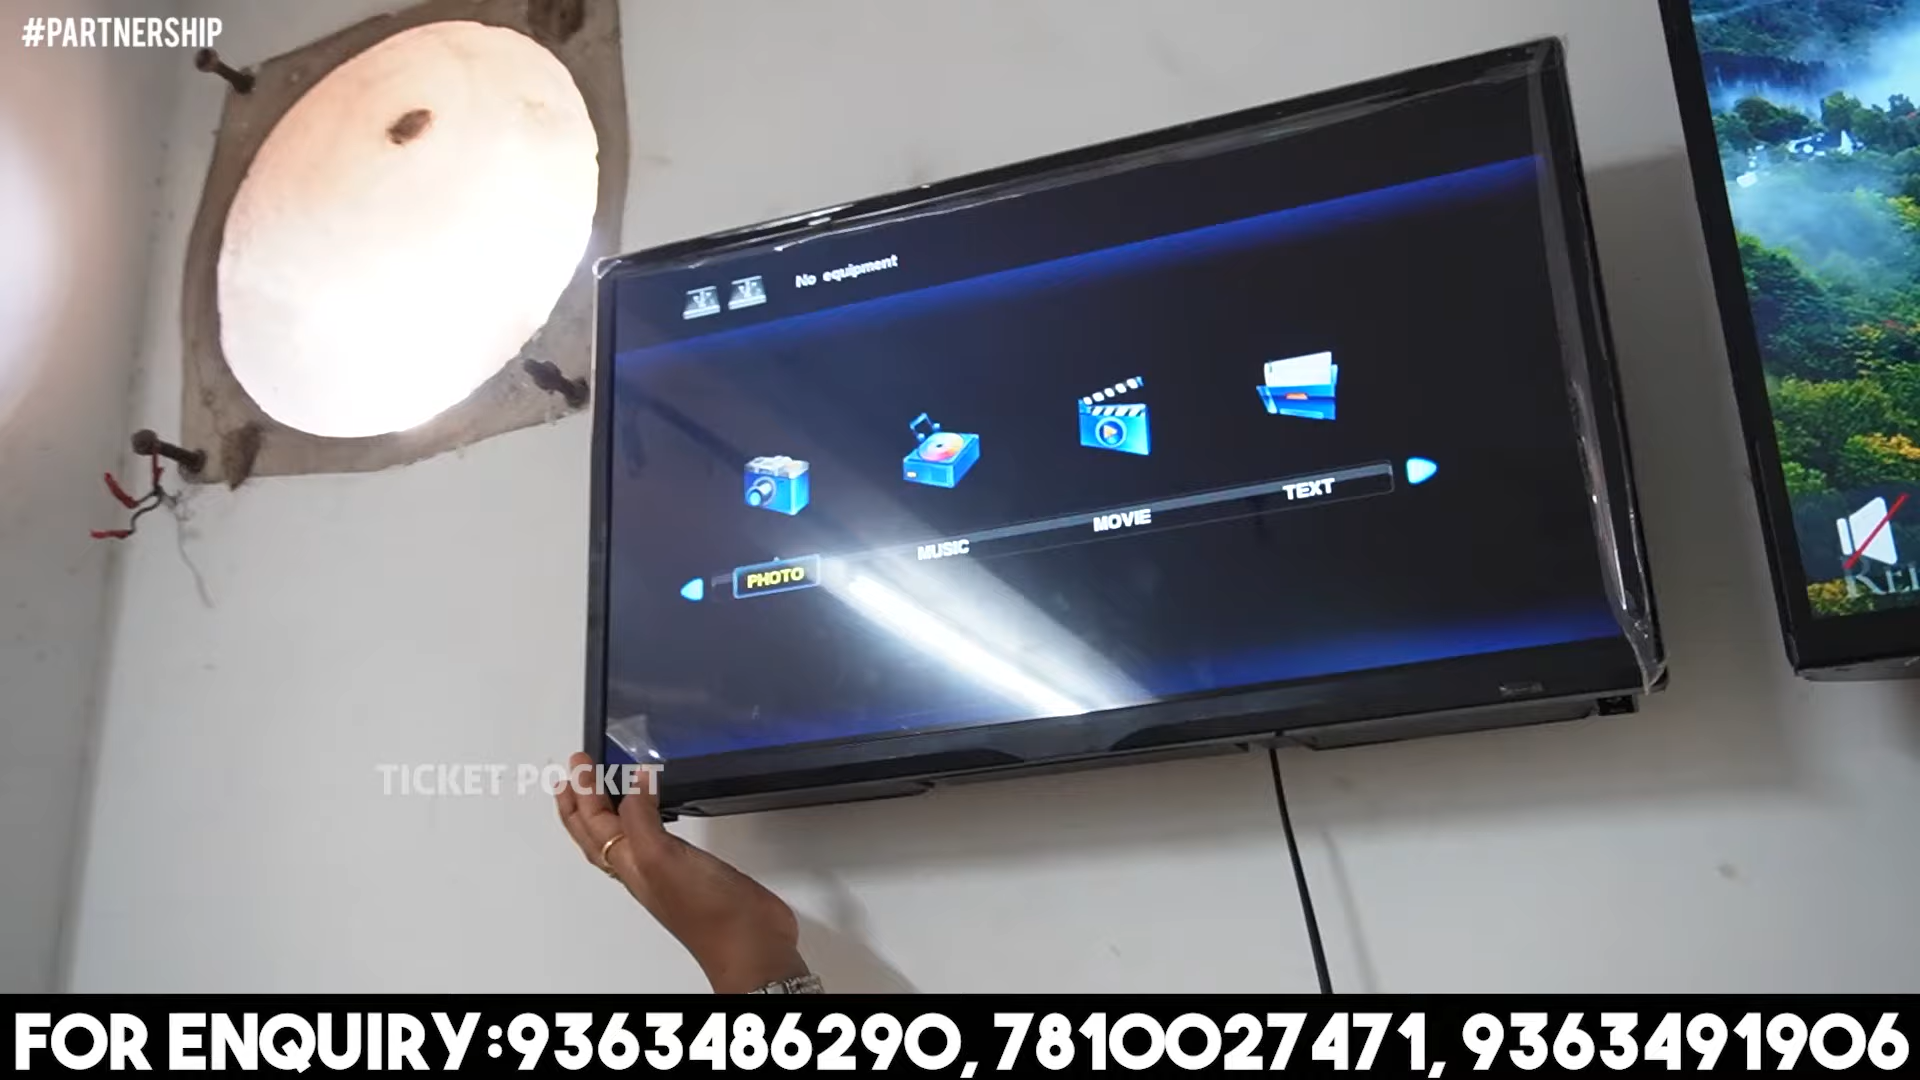 #PARTNERSHIP
No equipment
PHOTO
MUSIC
MOVIE
TEXT
TICKET POCKET
FOR ENQUIRY:9363486290, 7810027471, 9363491906